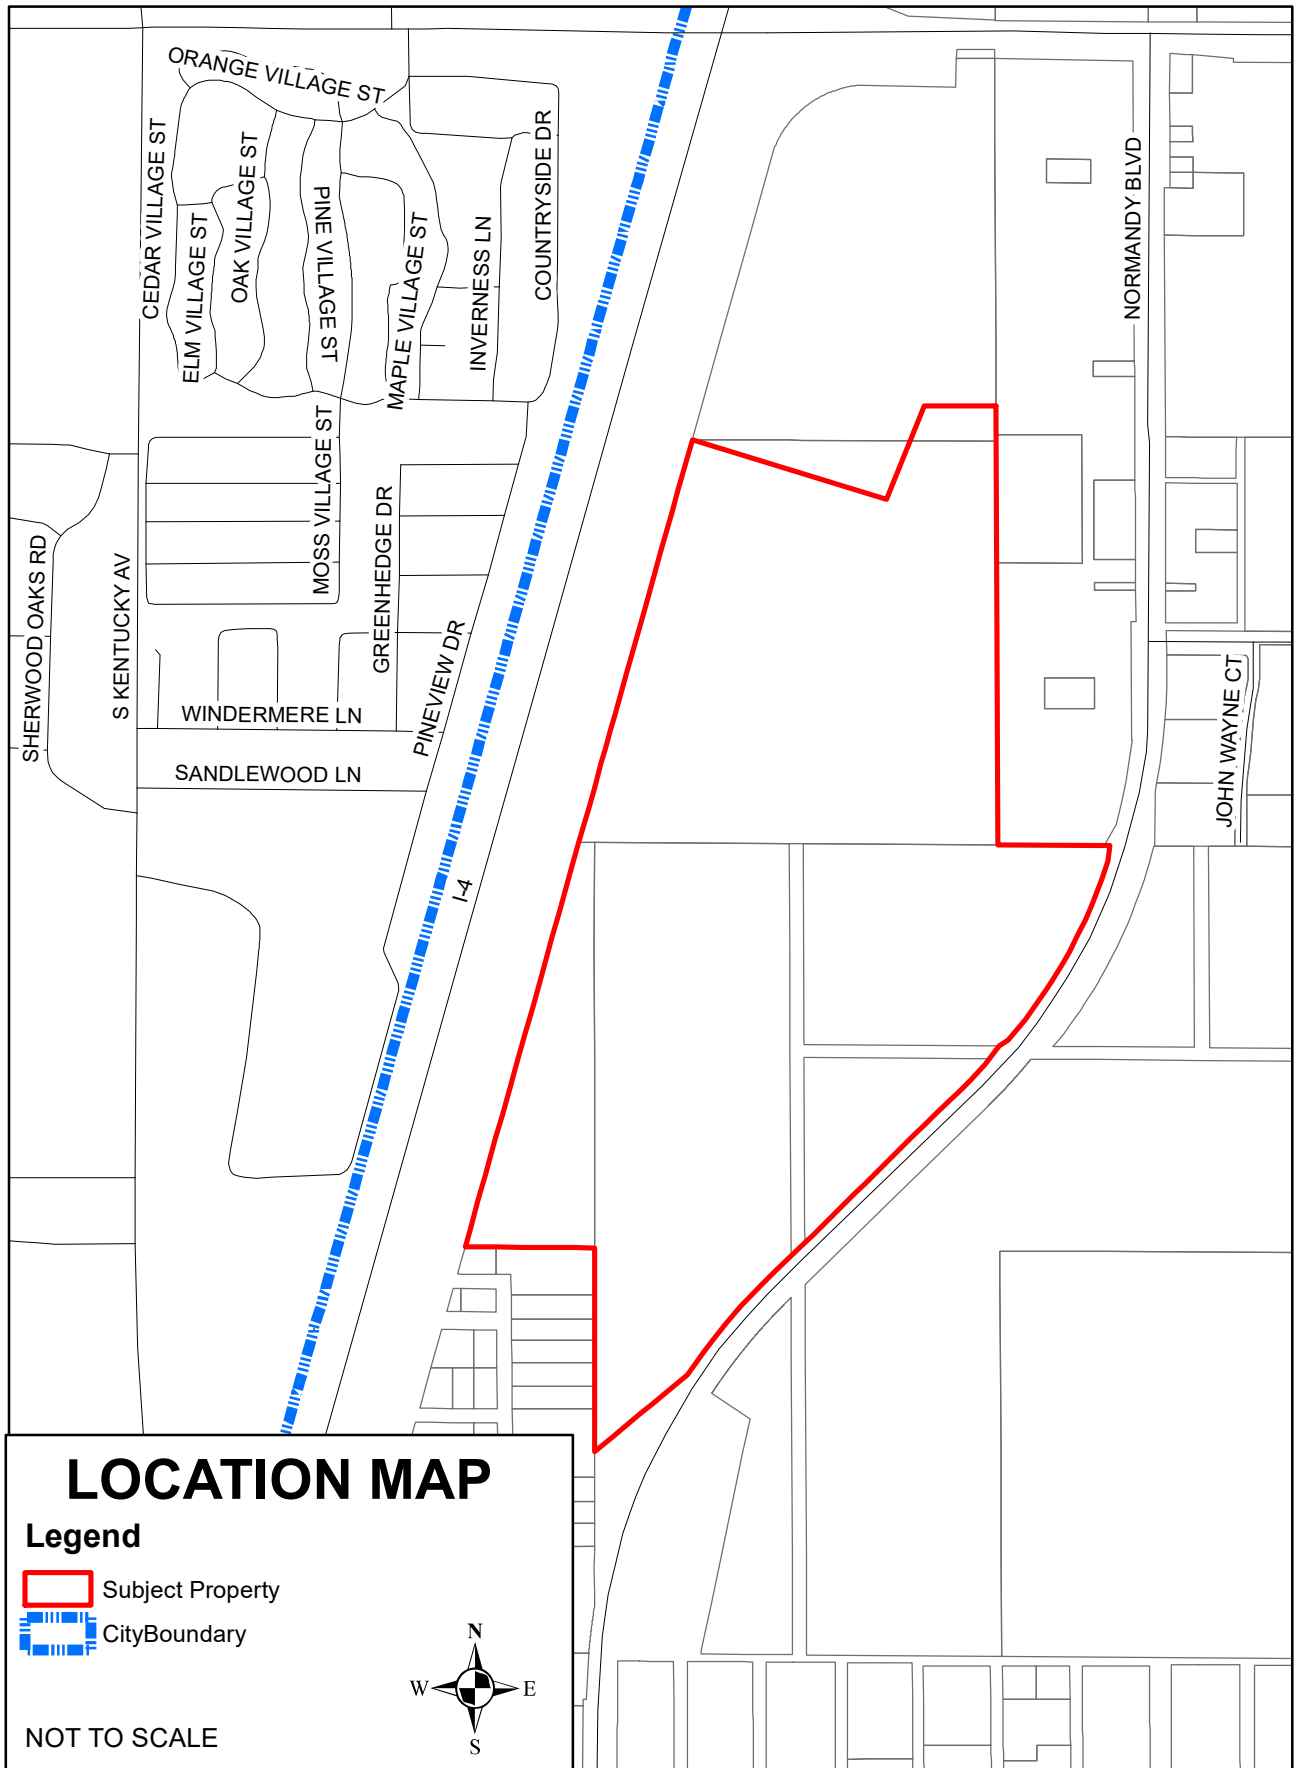 ORANGE VILLAGE ST
CEDAR VILLAGE ST
ELM VILLAGE ST
OAK VILLAGE ST
PINE VILLAGE ST
MAPLE VILLAGE ST
INVERNESS LN
COUNTRYSIDE DR
NORMANDY BLVD
MOSS VILLAGE ST
GREENHEDGE DR
SHERWOOD OAKS RD
S KENTUCKY AV
PINEVIEW DR
WINDERMERE LN
SANDLEWOOD LN
JOHN WAYNE CT
I-4
LOCATION MAP
Legend
Subject Property
CityBoundary
N
W E
S
NOT TO SCALE